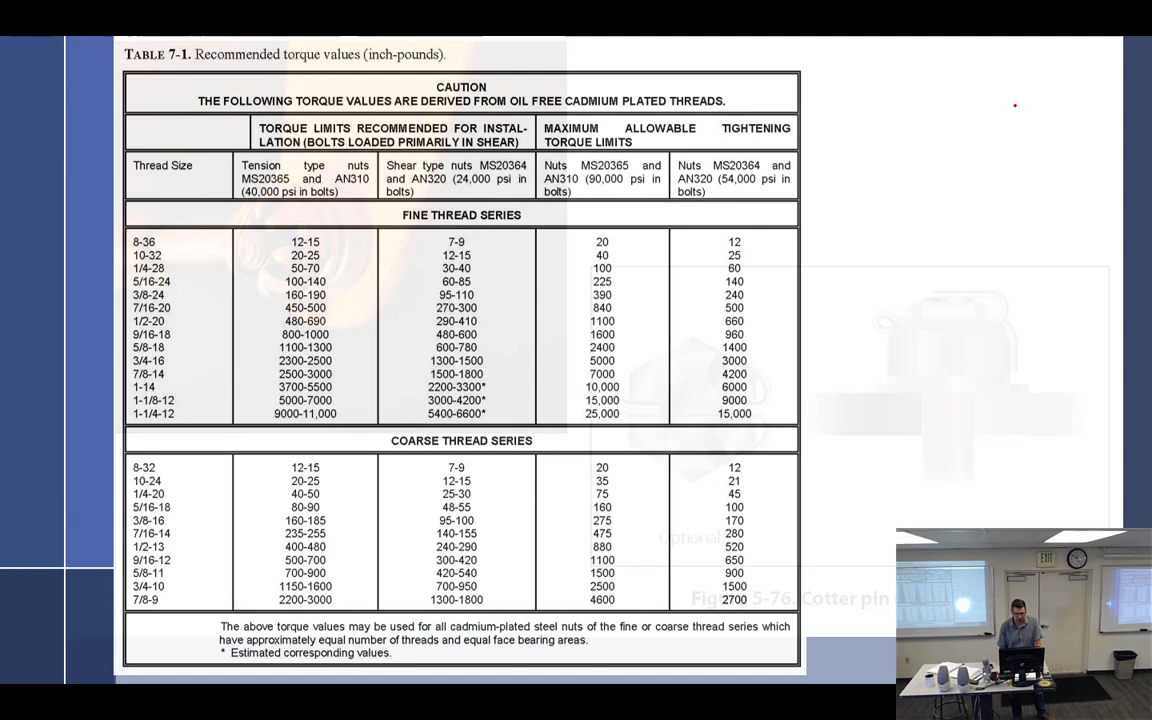 TABLE 7-1. Recommended torque values (inch-pounds).
CAUTION
THE FOLLOWING TORQUE VALUES ARE DERIVED FROM OIL FREE CADMIUM PLATED THREADS.
TORQUE LIMITS RECOMMENDED FOR INSTAL-
LATION (BOLTS LOADED PRIMARILY IN SHEAR)
MAXIMUM ALLOWABLE TIGHTENING
TORQUE LIMITS
Thread Size
Tension type nuts
MS20365 and AN310
(40,000 psi in bolts)
Shear type nuts MS20364
and AN320 (24,000 psi in
bolts)
Nuts MS20365 and
AN310 (90,000 psi in
bolts)
Nuts MS20364 and
AN320 (54,000 psi in
bolts)
FINE THREAD SERIES
8-36 12-15 7-9 20 12
10-32 20-25 12-15 40 25
1/4-28 50-70 30-40 100 60
5/16-24 100-140 60-85 225 140
3/8-24 160-190 95-110 390 240
7/16-20 450-500 270-300 840 500
1/2-20 480-690 290-410 1100 660
9/16-18 800-1000 480-600 1600 960
5/8-18 1100-1300 600-780 2400 1400
3/4-16 2300-2500 1300-1500 5000 3000
7/8-14 2500-3000 1500-1800 7000 4200
1-14 3700-5500 2200-3300* 10,000 6000
1-1/8-12 5000-7000 3000-4200* 15,000 9000
1-1/4-12 9000-11,000 5400-6600* 25,000 15,000
COARSE THREAD SERIES
8-32 12-15 7-9 20 12
10-24 20-25 12-15 35 21
1/4-20 40-50 25-30 75 45
5/16-18 80-90 48-55 160 100
3/8-16 160-185 95-100 275 170
7/16-14 235-255 140-155 475 280
1/2-13 400-480 240-290 880 520
9/16-12 500-700 300-420 1100 650
5/8-11 700-900 420-540 1500 900
3/4-10 1150-1600 700-950 2500 1500
7/8-9 2200-3000 1300-1800 4600 2700
The above torque values may be used for all cadmium-plated steel nuts of the fine or coarse thread series which
have approximately equal number of threads and equal face bearing areas.
* Estimated corresponding values.
Optional
5-76. Cotter pin
EXIT